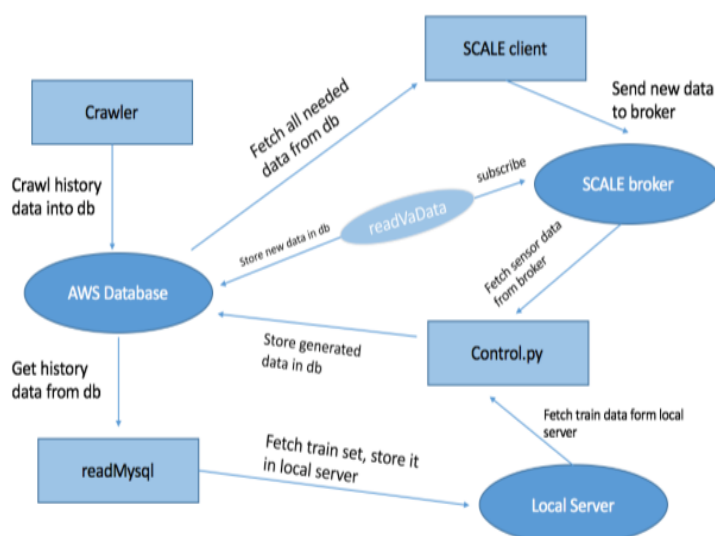 SCALE client
Crawler
Send new data
to broker
Fetch all needed
data from db
Crawl history
data into db
subscribe
SCALE broker
readVaData
Store new data in db
Fetch sensor data
from broker
AWS Database
Store generated
data in db
Control.py
Get history
data from db
Fetch train data form local
server
Fetch train set, store it
in local server
readMysql
Local Server